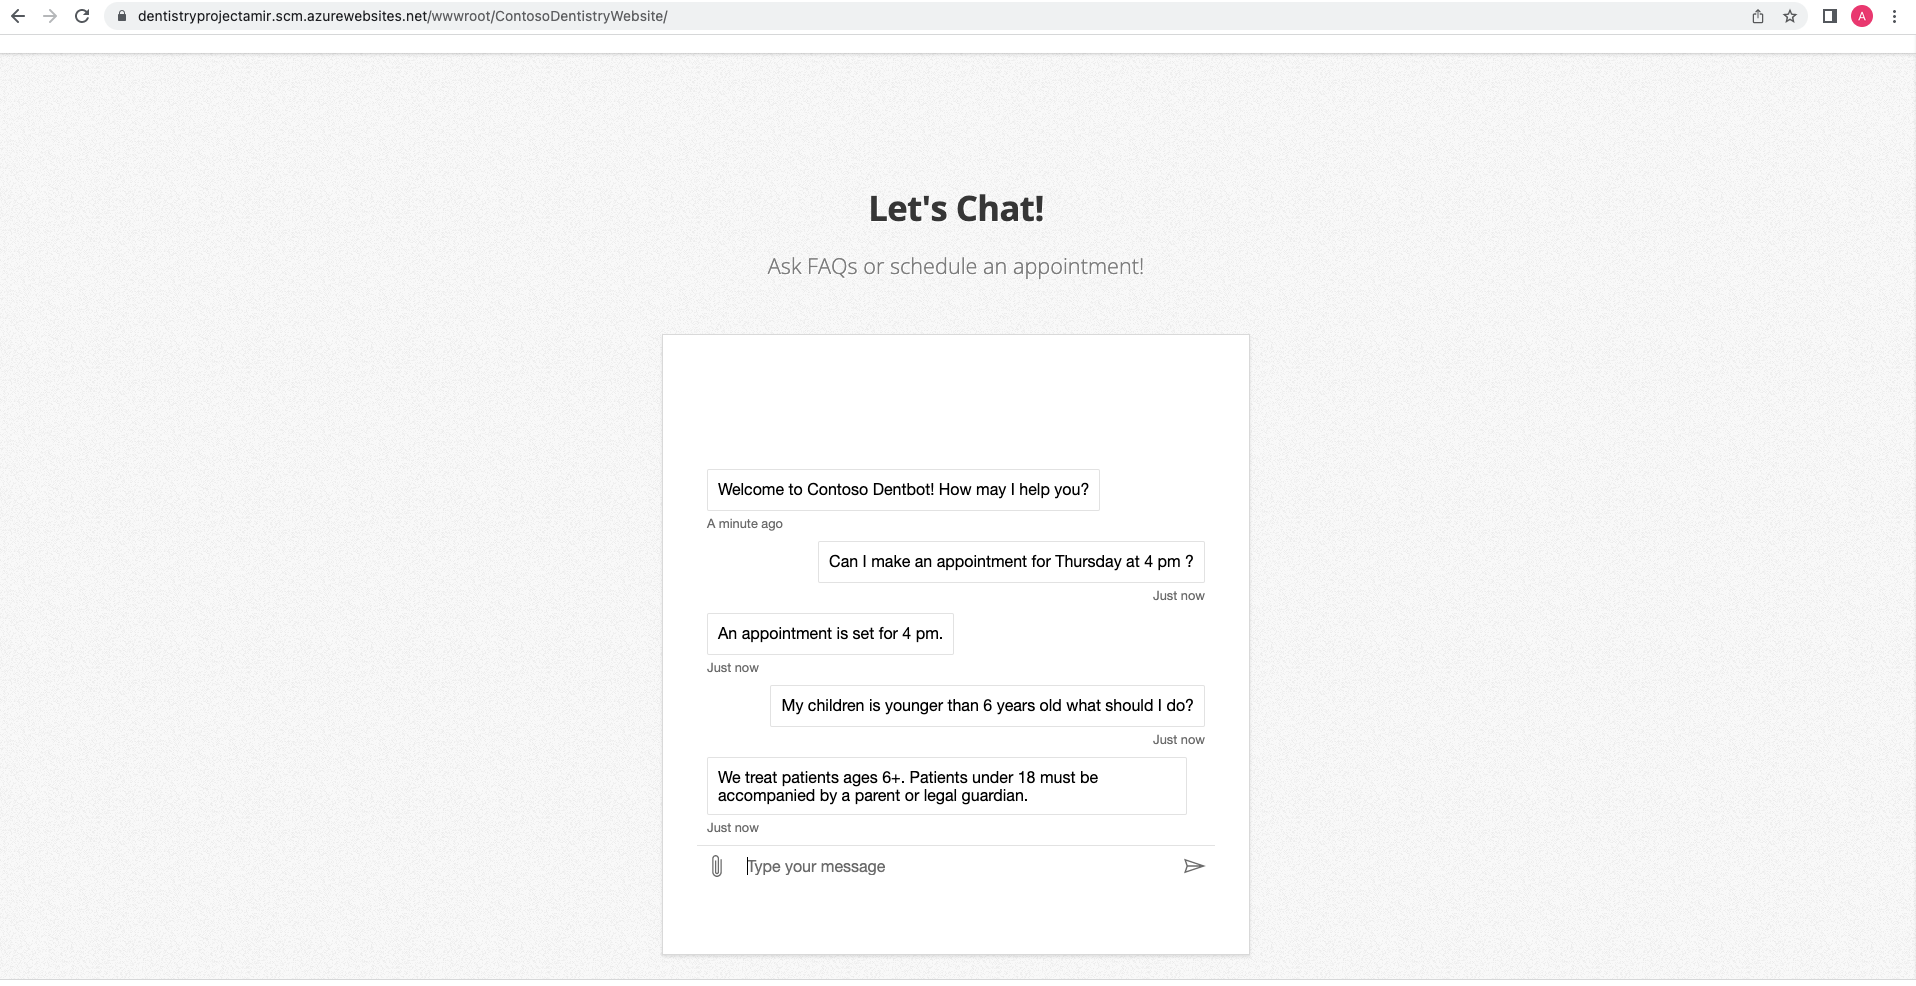 dentistryprojectamir.scm.azurewebsites.net/wwwroot/ContosoDentistryWebsite/
A
Let's Chat!
Ask FAQs or schedule an appointment!
Welcome to Contoso Dentbot! How may I help you?
A minute ago
Can I make an appointment for Thursday at 4 pm ?
Just now
An appointment is set for 4 pm.
Just now
My children is younger than 6 years old what should I do?
Just now
We treat patients ages 6+. Patients under 18 must be
accompanied by a parent or legal guardian.
Just now
Type your message